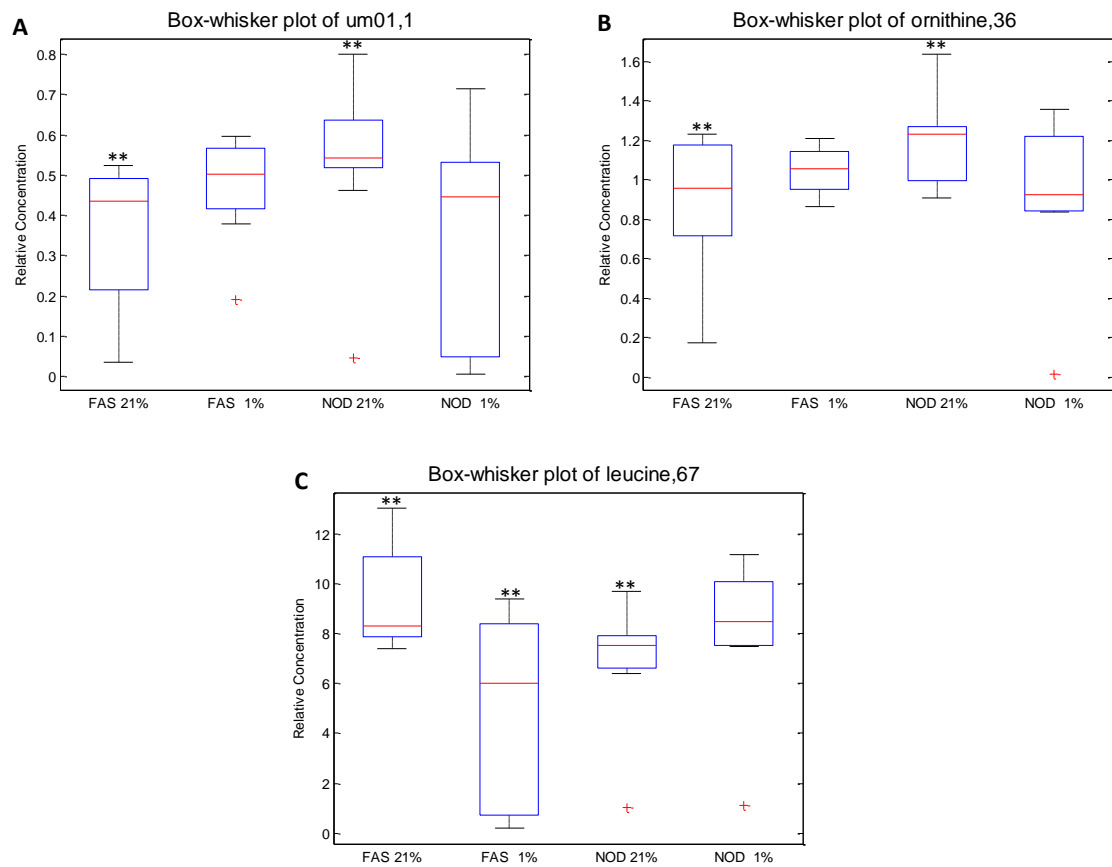 A
Box-whisker plot of um01,1
Relative Concentration
0.8
0.7
0.6
0.5
0.4
0.3
0.2
0.1
0
**
**
FAS 21%
FAS 1%
NOD 21%
NOD 1%
B
Box-whisker plot of ornithine,36
Relative Concentration
1.6
1.4
1.2
1
0.8
0.6
0.4
0.2
0
**
**
FAS 21%
FAS 1%
NOD 21%
NOD 1%
C
Box-whisker plot of leucine,67
Relative Concentration
12
10
8
6
4
2
0
**
**
**
FAS 21%
FAS 1%
NOD 21%
NOD 1%